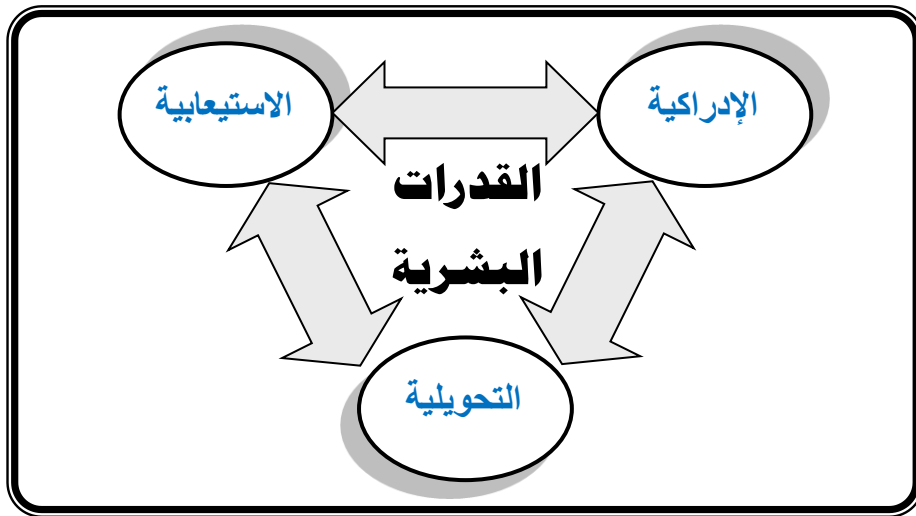 الإدراكية
الاستيعابية
القدرات
البشرية
التحويلية